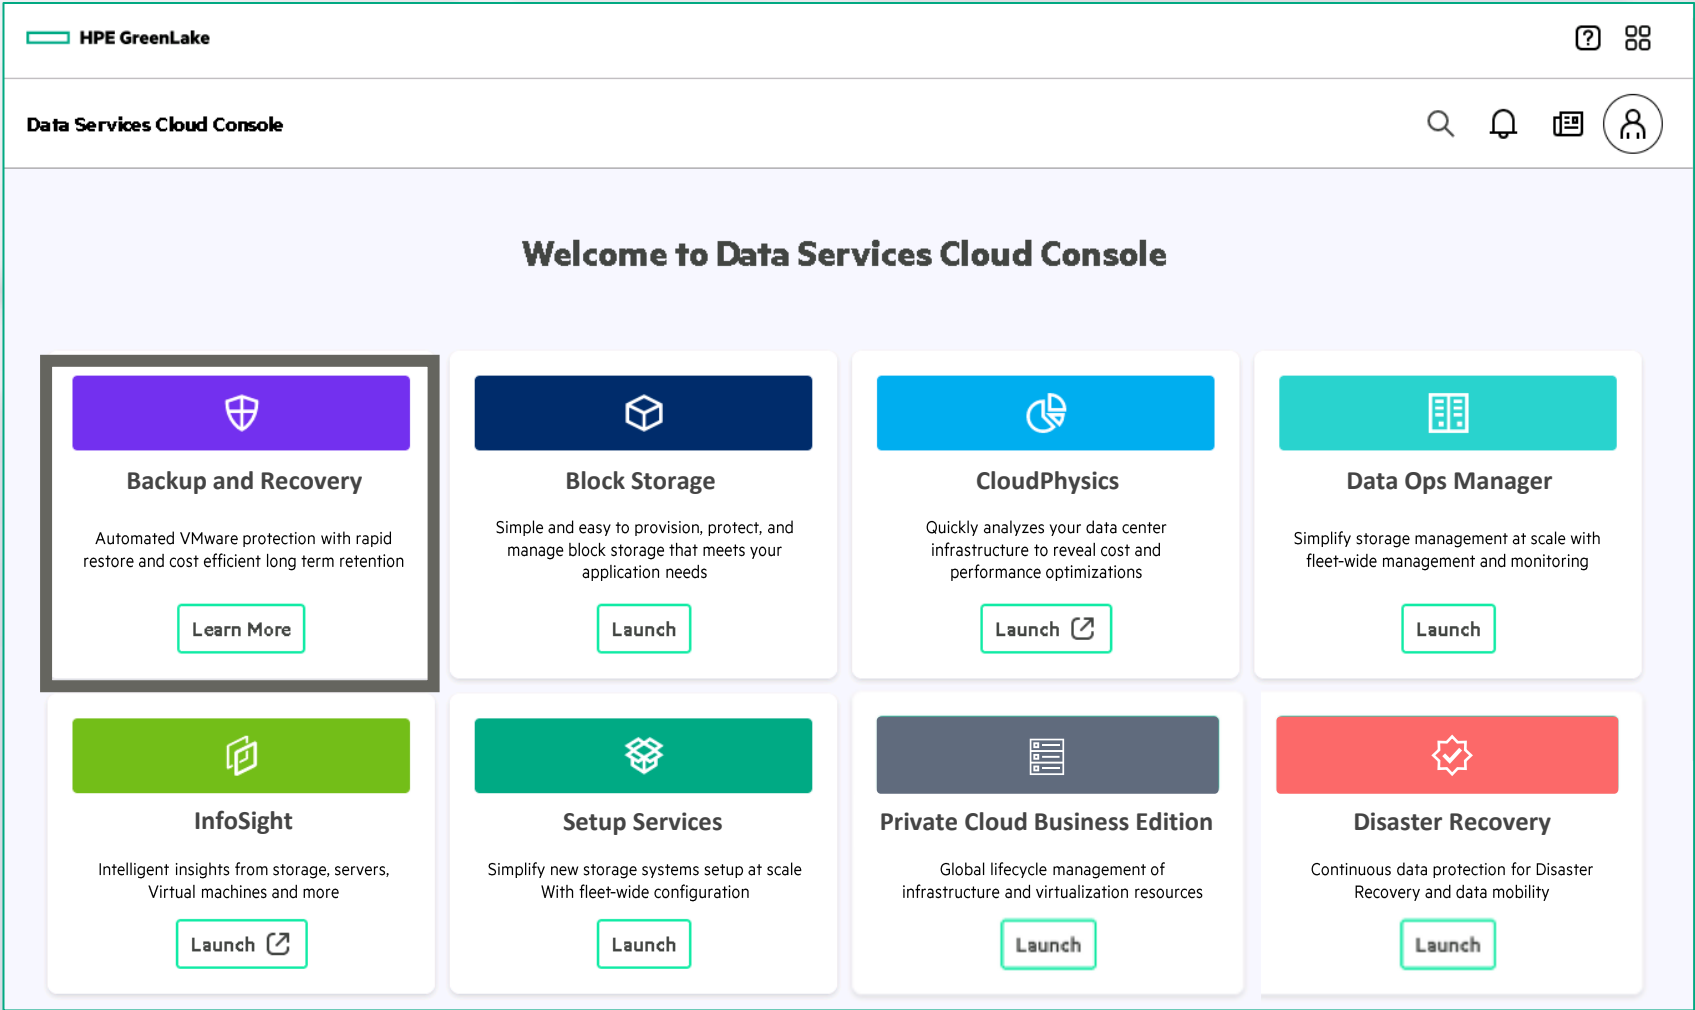 HPE GreenLake
Data Services Cloud Console
Welcome to Data Services Cloud Console
Backup and Recovery
Automated VMware protection with rapid
restore and cost efficient long term retention
Learn More
Block Storage
Simple and easy to provision, protect, and
manage block storage that meets your
application needs
Launch
CloudPhysics
Quickly analyzes your data center
infrastructure to reveal cost and
performance optimizations
Launch
Data Ops Manager
Simplify storage management at scale with
fleet-wide management and monitoring
Launch
InfoSight
Intelligent insights from storage, servers,
Virtual machines and more
Launch
Setup Services
Simplify new storage systems setup at scale
With fleet-wide configuration
Launch
Private Cloud Business Edition
Global lifecycle management of
infrastructure and virtualization resources
Launch
Disaster Recovery
Continuous data protection for Disaster
Recovery and data mobility
Launch